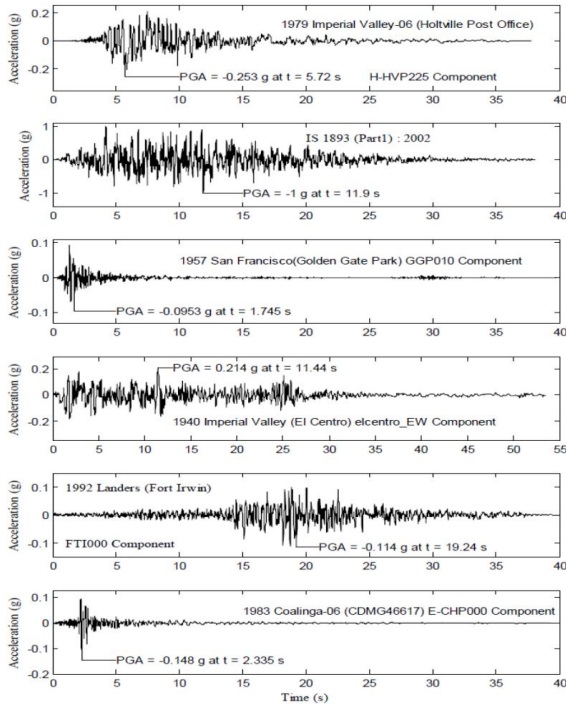 Acceleration (g)
0.2
0
-0.2
1979 Imperial Valley-06 (Holtville Post Office)
PGA = -0.253 g at t = 5.72 s H-HVP225 Component
0 5 10 15 20 25 30 35 40
Acceleration (g)
1
0
-1
IS 1893 (Part1) : 2002
PGA = -1 g at t = 11.9 s
0 5 10 15 20 25 30 35 40
Acceleration (g)
0.1
0
-0.1
1957 San Francisco(Golden Gate Park) GGP010 Component
PGA = -0.0953 g at t = 1.745 s
0 5 10 15 20 25 30 35 40
Acceleration (g)
0.2
0
-0.2
PGA = 0.214 g at t = 11.44 s
1940 Imperial Valley (El Centro) elcentro_EW Component
0 5 10 15 20 25 30 35 40 45 50 55
Acceleration (g)
0.1
0
-0.1
1992 Landers (Fort Irwin)
FTI000 Component
PGA = -0.114 g at t = 19.24 s
0 5 10 15 20 25 30 35 40
Acceleration (g)
0.1
0
-0.1
-0.2
1983 Coalinga-06 (CDMG46617) E-CHP000 Component
PGA = -0.148 g at t = 2.335 s
0 5 10 15 20 25 30 35 40
Time (s)